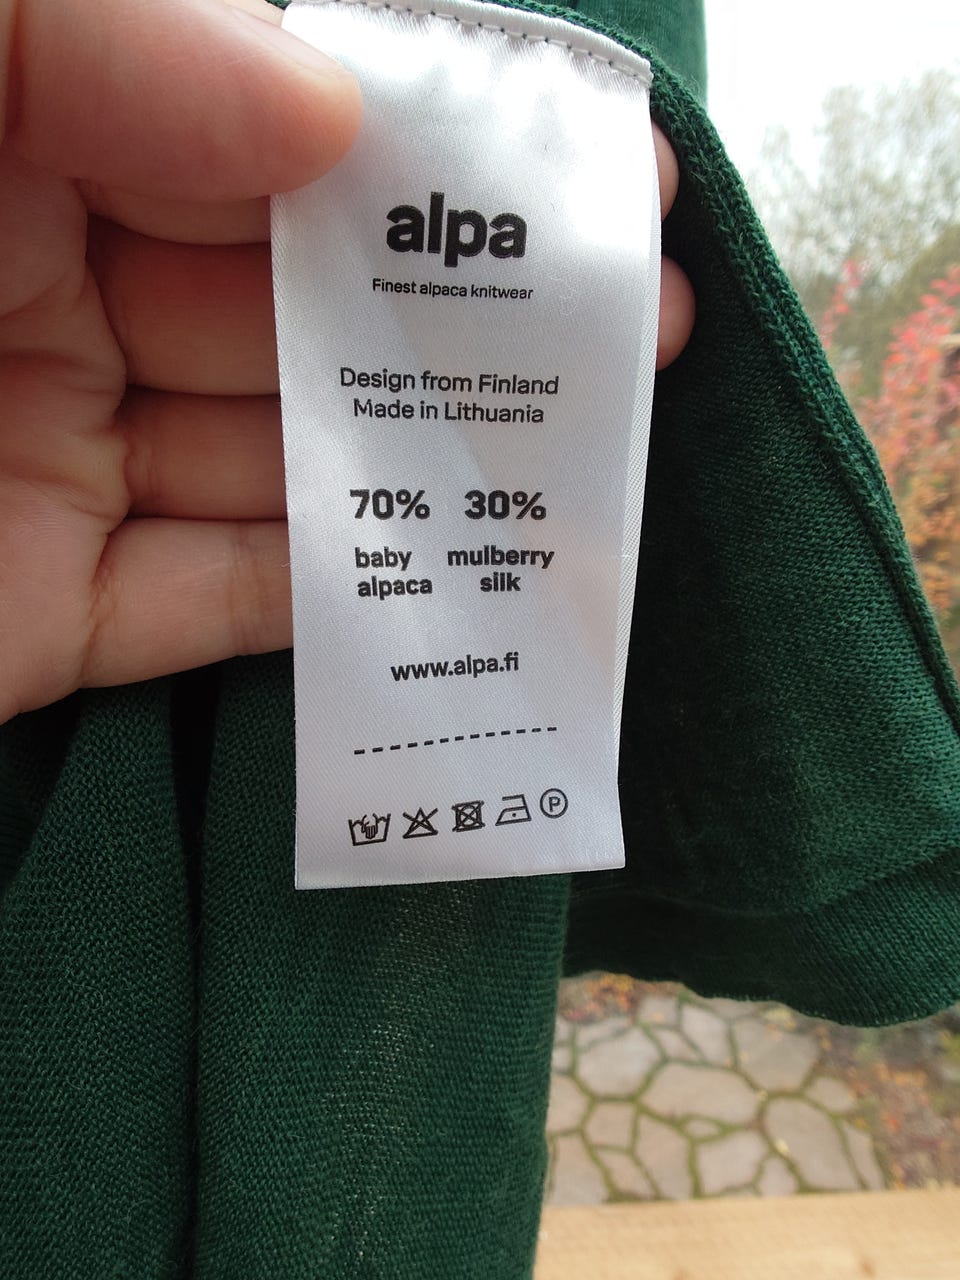 alpa
Finest alpaca knitwear
Design from Finland
Made in Lithuania
70% 30%
baby mulberry
alpaca silk
www.alpa.fi
P